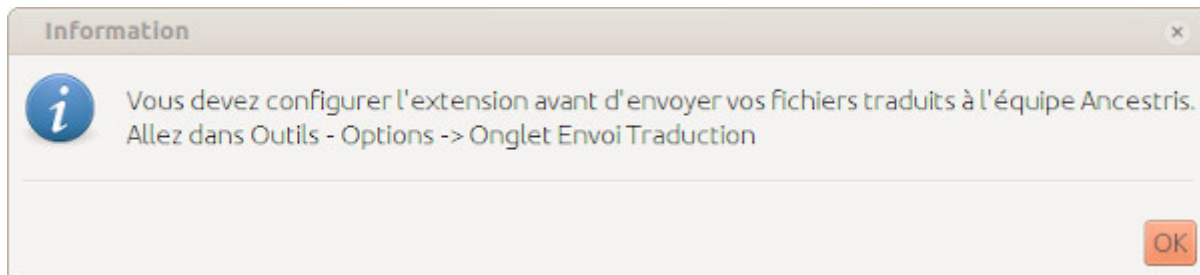 Information
Vous devez configurer l'extension avant d'envoyer vos fichiers traduits à l'équipe Ancestris.
Allez dans Outils - Options -> Onglet Envoi Traduction
OK